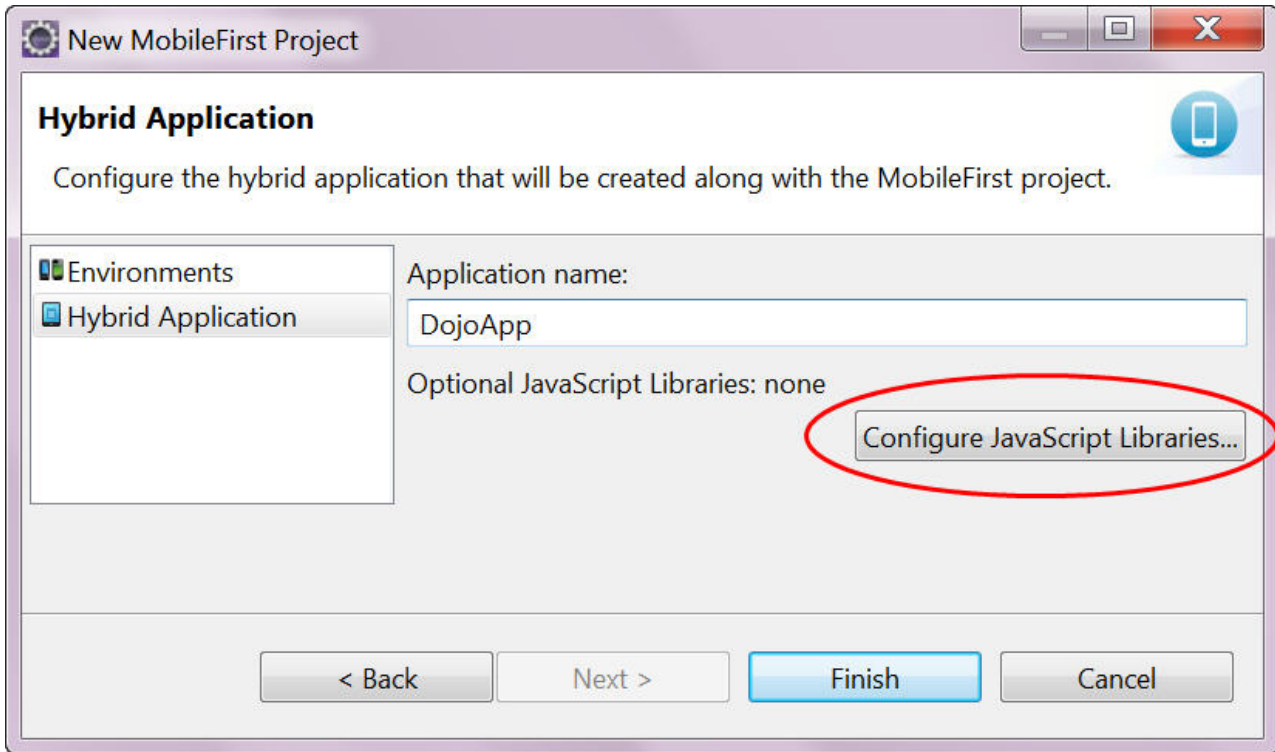 New MobileFirst Project
Hybrid Application
Configure the hybrid application that will be created along with the MobileFirst project.
Environments
Hybrid Application
Application name:
DojoApp
Optional JavaScript Libraries: none
Configure JavaScript Libraries...
< Back
Next >
Finish
Cancel